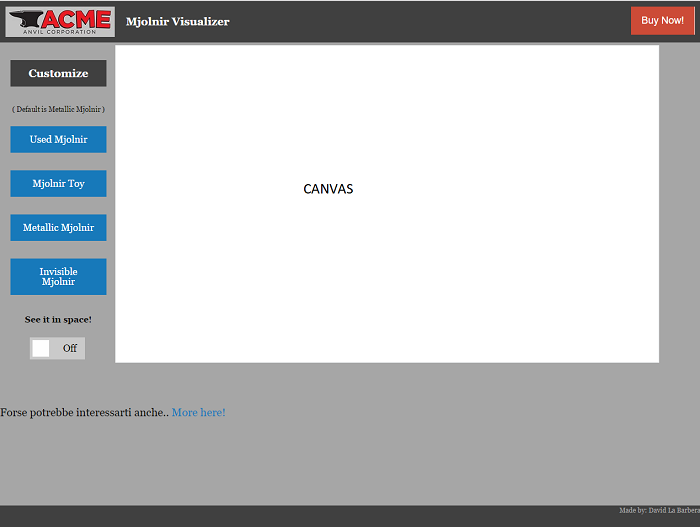 ACME
ANVIL CORPORATION
Mjolnir Visualizer
Buy Now!
Customize
( Default is Metallic Mjolnir )
Used Mjolnir
Mjolnir Toy
Metallic Mjolnir
Invisible
Mjolnir
See it in space!
Off
CANVAS
Forse potrebbe interessarti anche.. More here!
Made by: David La Barbera